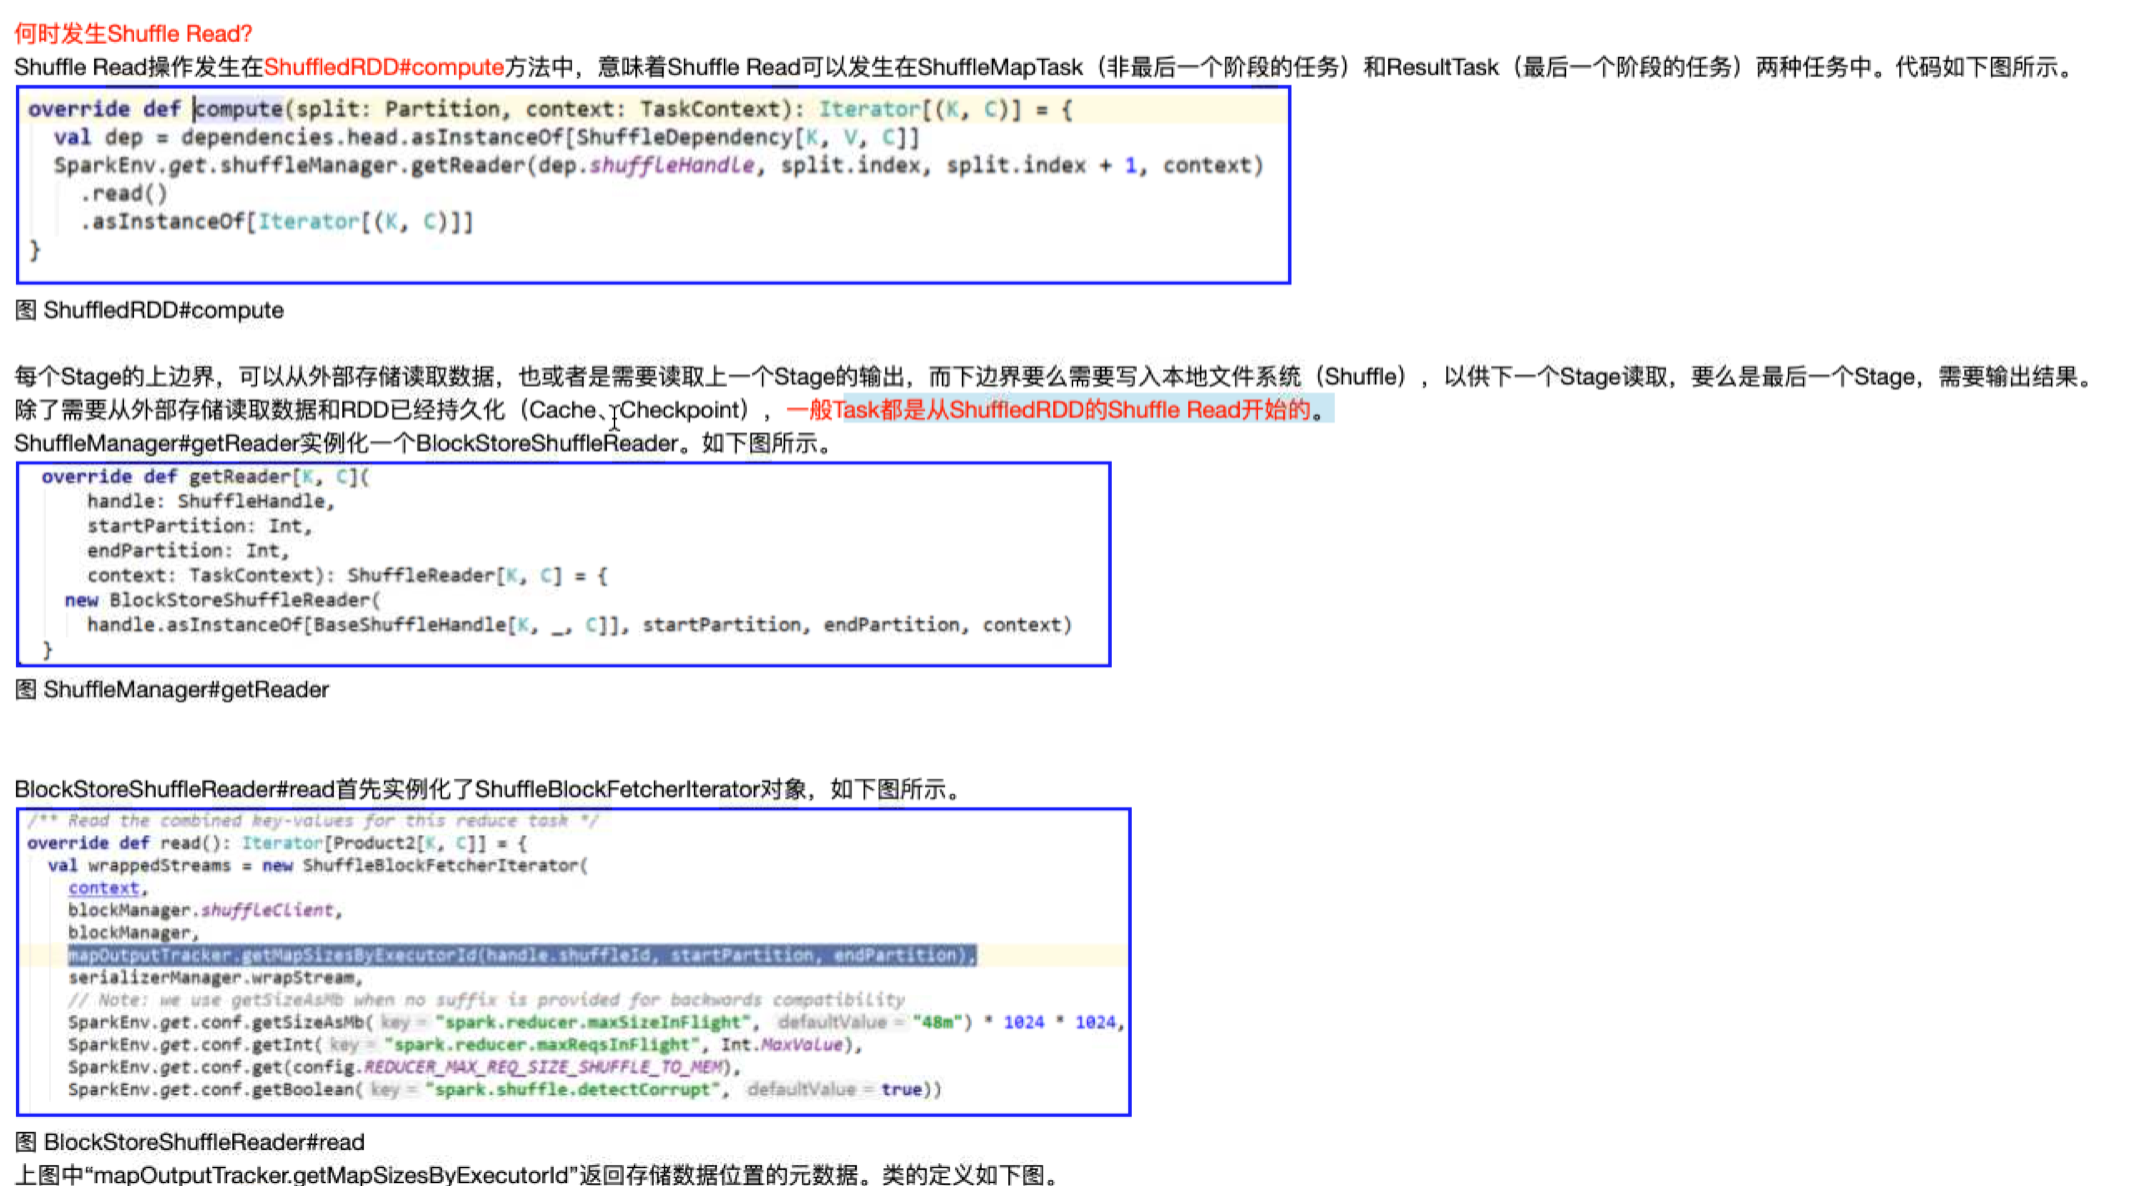 何时发生Shuffle Read?
Shuffle Read操作发生在ShuffledRDD#compute方法中，意味着Shuffle Read可以发生在ShuffleMapTask（非最后一个阶段的任务）和ResultTask（最后一个阶段的任务）两种任务中。代码如下图所示。
override def compute(split: Partition, context: TaskContext): Iterator[(K, C)] = {
val dep = dependencies.head.asInstanceOf[ShuffleDependency[K, V, C]]
SparkEnv.get.shuffleManager.getReader(dep.shuffleHandle, split.index, split.index + 1, context)
.read()
.asInstanceOf[Iterator[(K, C)]]
}
图 ShuffledRDD#compute
每个Stage的上边界，可以从外部存储读取数据，也或者是需要读取上一个Stage的输出，而下边界要么需要写入本地文件系统（Shuffle），以供下一个Stage读取，要么是最后一个Stage，需要输出结果。
除了需要从外部存储读取数据和RDD已经持久化（Cache、Checkpoint），一般Task都是从ShuffledRDD的Shuffle Read开始的。
ShuffleManager#getReader实例化一个BlockStoreShuffleReader。如下图所示。
override def getReader[K, C](
handle: ShuffleHandle,
startPartition: Int,
endPartition: Int,
context: TaskContext): ShuffleReader[K, C] = {
new BlockStoreShuffleReader(
handle.asInstanceOf[BaseShuffleHandle[K, _, C]], startPartition, endPartition, context)
}
图 ShuffleManager#getReader
BlockStoreShuffleReader#read首先实例化了ShuffleBlockFetcherIterator对象，如下图所示。
/** Read the combined key-values for this reduce task */
override def read(): Iterator[Product2[K, C]] = {
val wrappedStreams = new ShuffleBlockFetcherIterator(
context,
blockManager.shuffleClient,
blockManager,
mapOutputTracker.getMapSizesByExecutorId(handle.shuffleId, startPartition, endPartition),
serializerManager.wrapStream,
// Note: we use getSizeAsMb when no suffix is provided for backwards compatibility
SparkEnv.get.conf.getSizeAsMb( key = "spark.reducer.maxSizeInFlight", defaultValue = "48m") * 1024 * 1024,
SparkEnv.get.conf.getInt( key = "spark.reducer.maxReqsInFlight", Int.MaxValue),
SparkEnv.get.conf.get(config.REDUCER_MAX_REQ_SIZE_SHUFFLE_TO_MEM),
SparkEnv.get.conf.getBoolean( key = "spark.shuffle.detectCorrupt", defaultValue = true))
图 BlockStoreShuffleReader#read
上图中“mapOutputTracker.getMapSizesByExecutorId”返回存储数据位置的元数据。类的定义如下图。